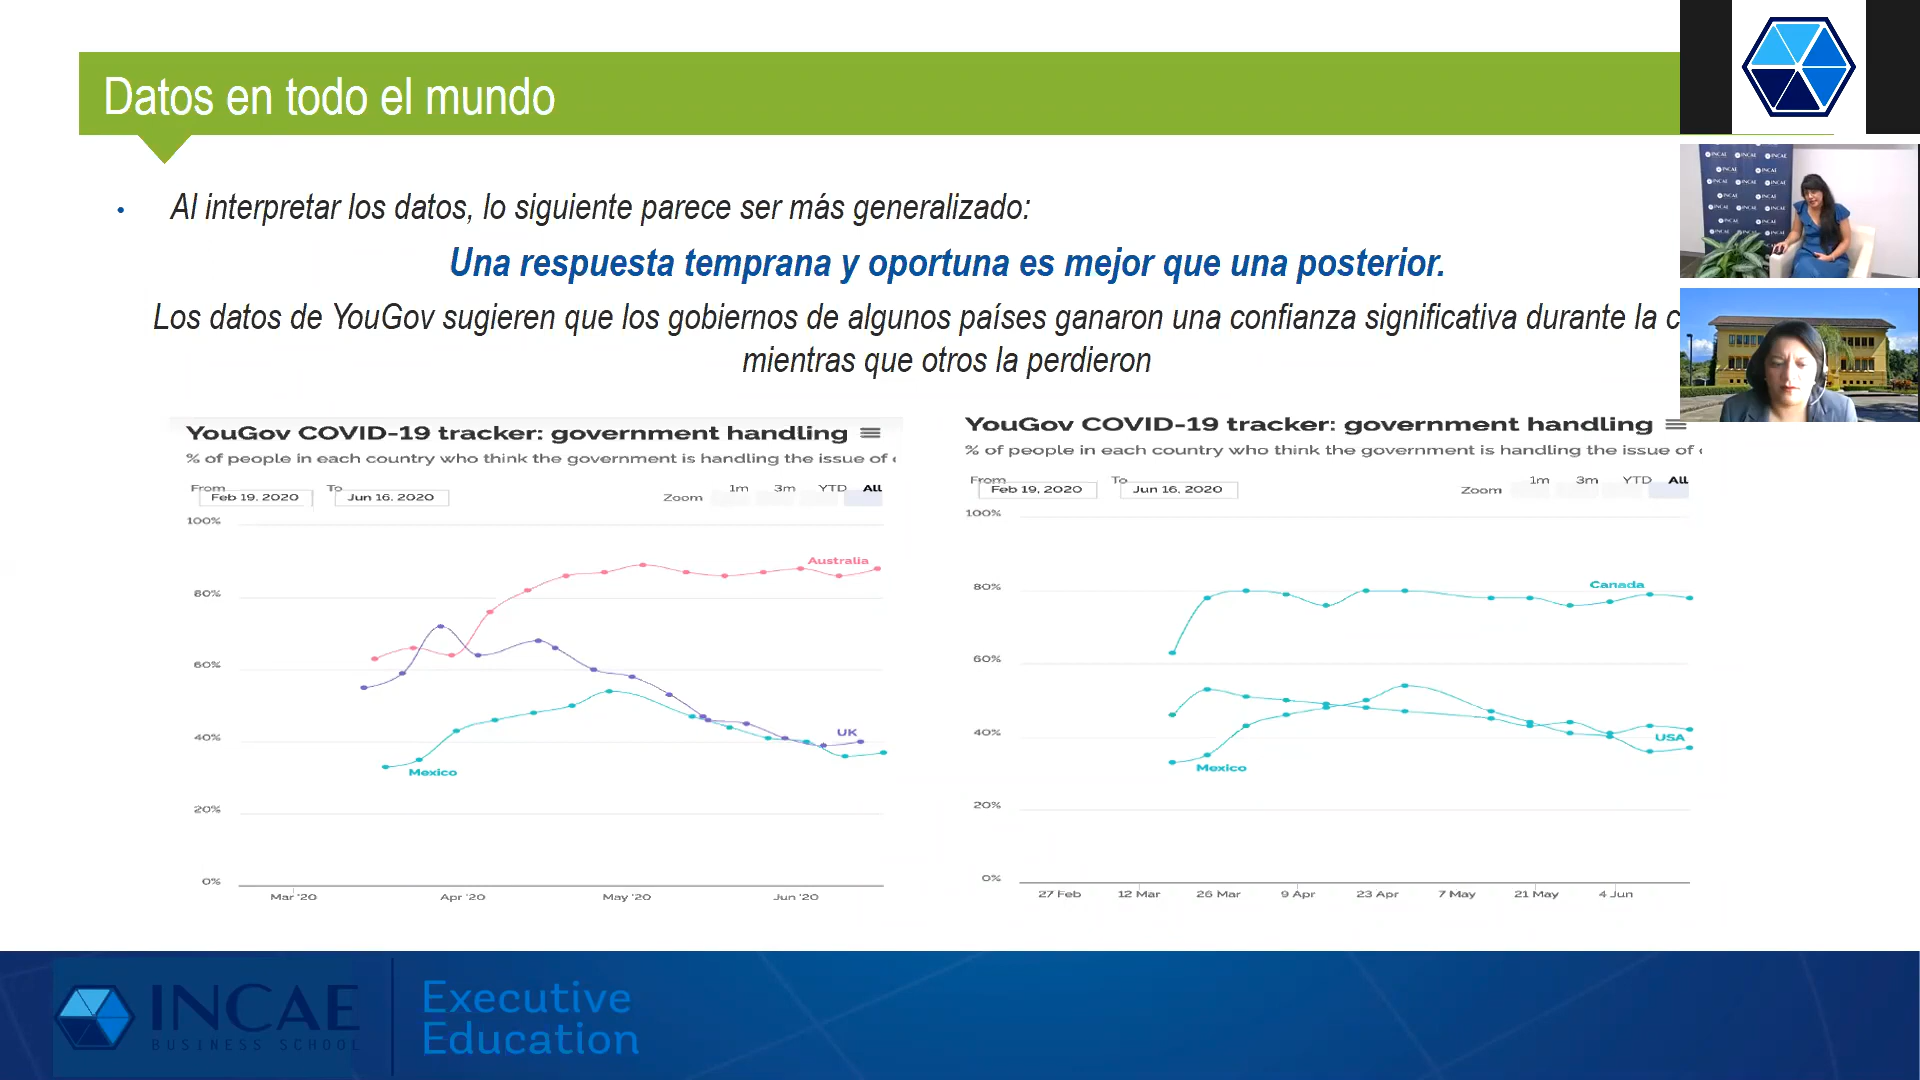 Datos en todo el mundo
• Al interpretar los datos, lo siguiente parece ser más generalizado:
Una respuesta temprana y oportuna es mejor que una posterior.
Los datos de YouGov sugieren que los gobiernos de algunos países ganaron una confianza significativa durante la c
mientras que otros la perdieron
YouGov COVID-19 tracker: government handling
% of people in each country who think the government is handling the issue of
From To
Feb 19, 2020 Jun 16, 2020
Zoom 1m 3m YTD All
100%
80%
60%
40%
20%
0%
Australia
UK
Mexico
Mar '20 Apr '20 May '20 Jun '20
YouGov COVID-19 tracker: government handling
% of people in each country who think the government is handling the issue of
From To
Feb 19, 2020 Jun 16, 2020
Zoom 1m 3m YTD All
100%
80%
60%
40%
20%
0%
Canada
USA
Mexico
27 Feb 12 Mar 26 Mar 9 Apr 23 Apr 7 May 21 May 4 Jun
INCAE
BUSINESS SCHOOL
Executive
Education